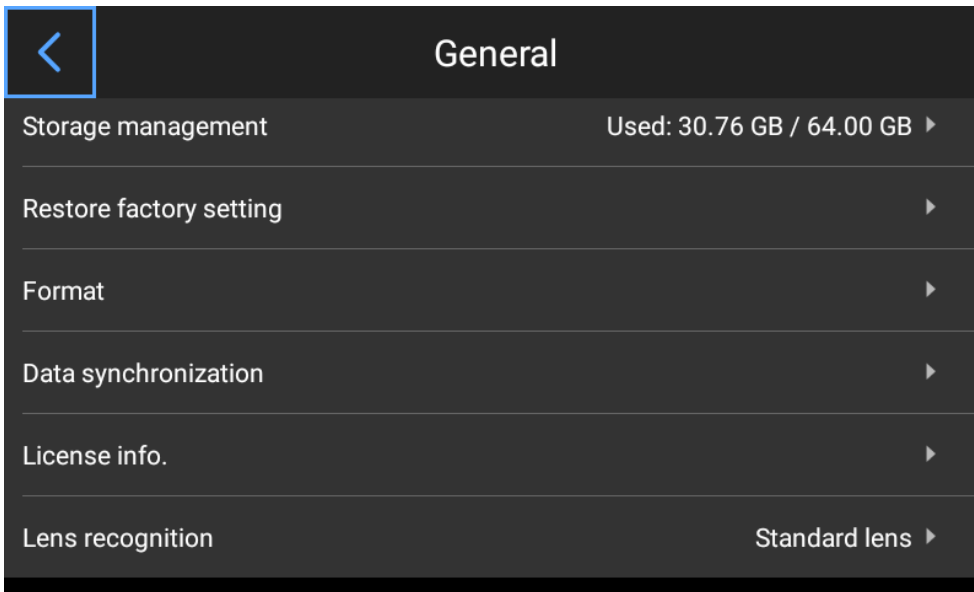 General
Storage management Used: 30.76 GB / 64.00 GB
Restore factory setting
Format
Data synchronization
License info.
Lens recognition Standard lens